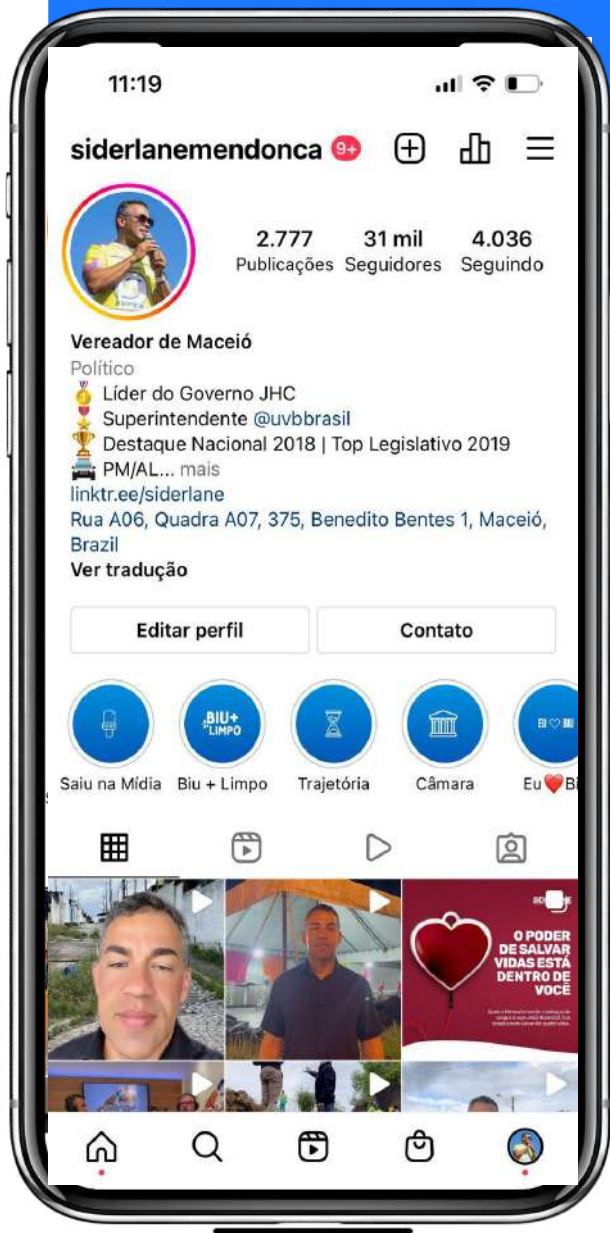 11:19
siderlanemendonca 9+
2.777 31 mil 4.036
Publicações Seguidores Seguindo
Vereador de Maceió
Político
🏅 Líder do Governo JHC
🎖 Superintendente @uvbbrasil
🏆 Destaque Nacional 2018 | Top Legislativo 2019
🚔 PM/AL... mais
linktr.ee/siderlane
Rua A06, Quadra A07, 375, Benedito Bentes 1, Maceió,
Brazil
Ver tradução
Editar perfil Contato
BIU+
LIMPO
Saiu na Mídia Biu + Limpo Trajetória Câmara Eu❤️Bi
O PODER
DE SALVAR
VIDAS ESTÁ
DENTRO DE
VOCÊ